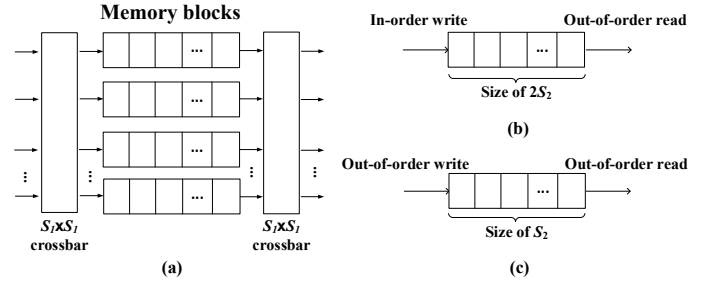 Memory blocks
...
...
...
...
...
...
...
...
S₁xS₁
crossbar
S₁xS₁
crossbar
(a)
In-order write
Out-of-order read
...
Size of 2S₂
(b)
Out-of-order write
Out-of-order read
...
Size of S₂
(c)